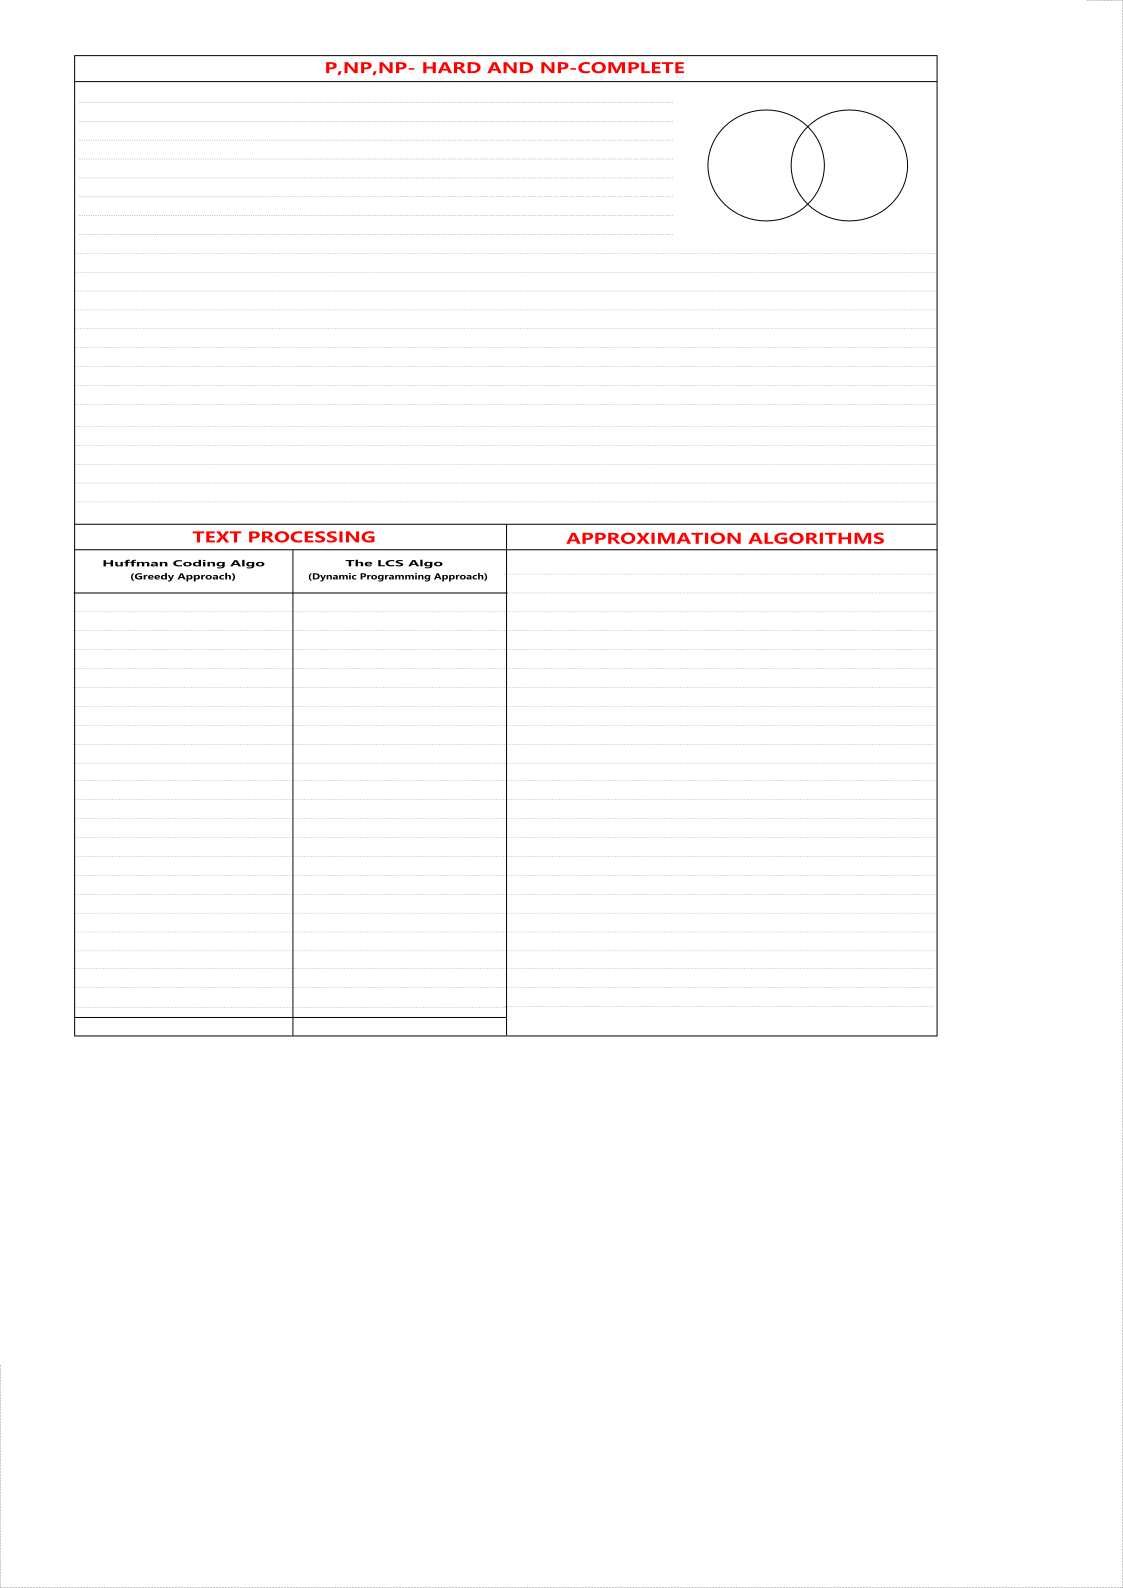 P,NP,NP- HARD AND NP-COMPLETE
TEXT PROCESSING
APPROXIMATION ALGORITHMS
Huffman Coding Algo
(Greedy Approach)
The LCS Algo
(Dynamic Programming Approach)